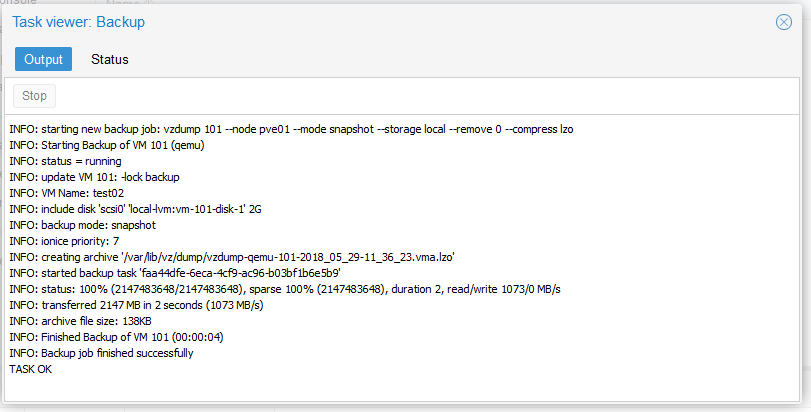 Task viewer: Backup
Output Status
Stop
INFO: starting new backup job: vzdump 101 --node pve01 --mode snapshot --storage local --remove 0 --compress lzo
INFO: Starting Backup of VM 101 (qemu)
INFO: status = running
INFO: update VM 101: -lock backup
INFO: VM Name: test02
INFO: include disk 'scsi0' 'local-lvm:vm-101-disk-1' 2G
INFO: backup mode: snapshot
INFO: ionice priority: 7
INFO: creating archive '/var/lib/vz/dump/vzdump-qemu-101-2018_05_29-11_36_23.vma.lzo'
INFO: started backup task 'faa44dfe-6eca-4cf9-ac96-b03bf1b6e5b9'
INFO: status: 100% (2147483648/2147483648), sparse 100% (2147483648), duration 2, read/write 1073/0 MB/s
INFO: transferred 2147 MB in 2 seconds (1073 MB/s)
INFO: archive file size: 138KB
INFO: Finished Backup of VM 101 (00:00:04)
INFO: Backup job finished successfully
TASK OK